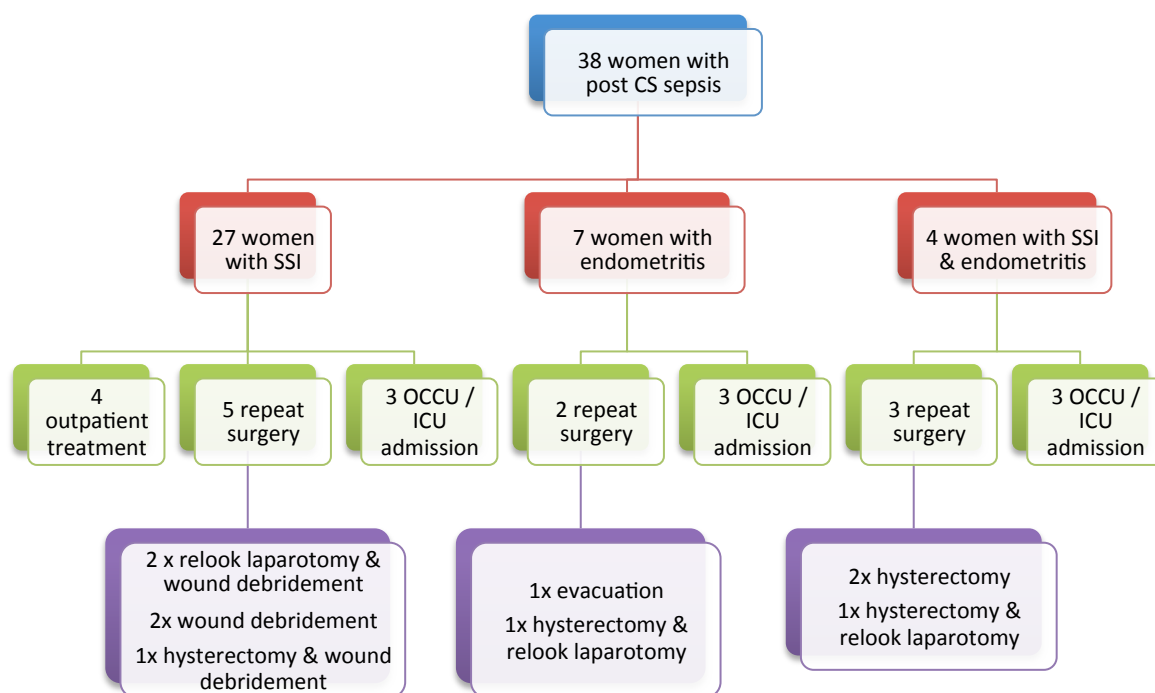 38 women with
post CS sepsis
27 women
with SSI
7 women with
endometritis
4 women with SSI
& endometritis
4
outpatient
treatment
5 repeat
surgery
3 OCCU /
ICU
admission
2 repeat
surgery
3 OCCU /
ICU
admission
3 repeat
surgery
3 OCCU /
ICU
admission
2 x relook laparotomy &
wound debridement
2x wound debridement
1x hysterectomy & wound
debridement
1x evacuation
1x hysterectomy &
relook laparotomy
2x hysterectomy
1x hysterectomy &
relook laparotomy